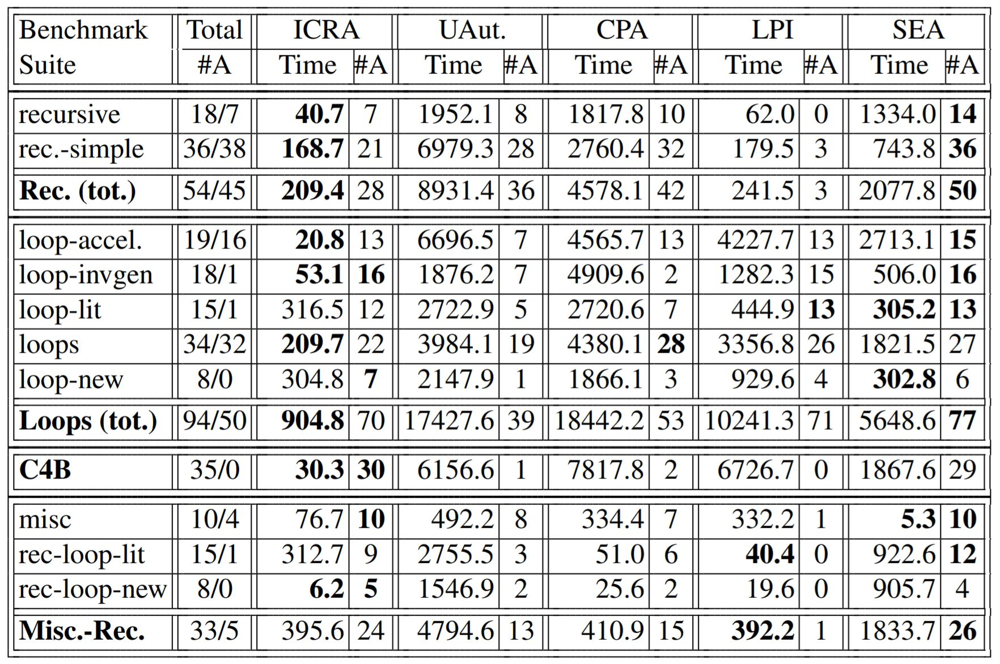 Benchmark Total ICRA UAut. CPA LPI SEA
Suite #A Time #A Time #A Time #A Time #A Time #A
recursive 18/7 40.7 7 1952.1 8 1817.8 10 62.0 0 1334.0 14
rec.-simple 36/38 168.7 21 6979.3 28 2760.4 32 179.5 3 743.8 36
Rec. (tot.) 54/45 209.4 28 8931.4 36 4578.1 42 241.5 3 2077.8 50
loop-accel. 19/16 20.8 13 6696.5 7 4565.7 13 4227.7 13 2713.1 15
loop-invgen 18/1 53.1 16 1876.2 7 4909.6 2 1282.3 15 506.0 16
loop-lit 15/1 316.5 12 2722.9 5 2720.6 7 444.9 13 305.2 13
loops 34/32 209.7 22 3984.1 19 4380.1 28 3356.8 26 1821.5 27
loop-new 8/0 304.8 7 2147.9 1 1866.1 3 929.6 4 302.8 6
Loops (tot.) 94/50 904.8 70 17427.6 39 18442.2 53 10241.3 71 5648.6 77
C4B 35/0 30.3 30 6156.6 1 7817.8 2 6726.7 0 1867.6 29
misc 10/4 76.7 10 492.2 8 334.4 7 332.2 1 5.3 10
rec-loop-lit 15/1 312.7 9 2755.5 3 51.0 6 40.4 0 922.6 12
rec-loop-new 8/0 6.2 5 1546.9 2 25.6 2 19.6 0 905.7 4
Misc.-Rec. 33/5 395.6 24 4794.6 13 410.9 15 392.2 1 1833.7 26